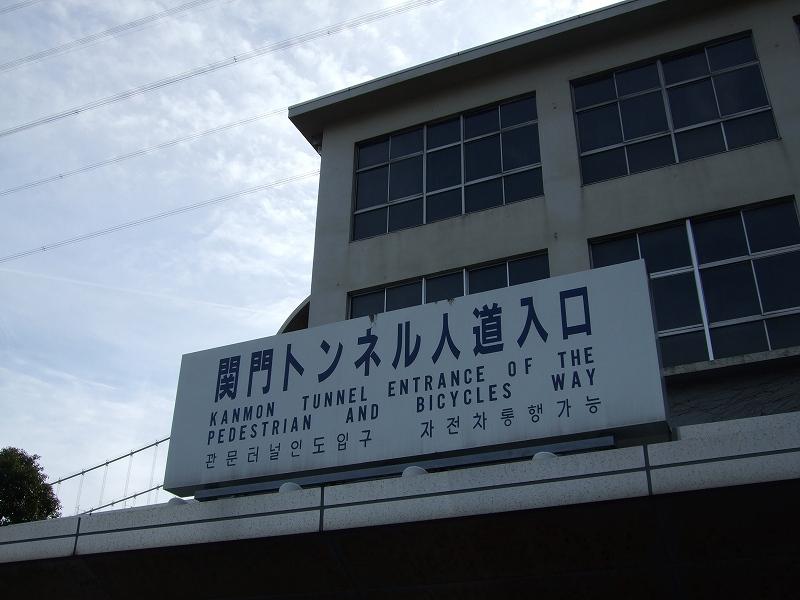 関門トンネル人道入口
KANMON TUNNEL ENTRANCE OF THE
PEDESTRIAN AND BICYCLES WAY
관문터널인도입구 자전차통행가능